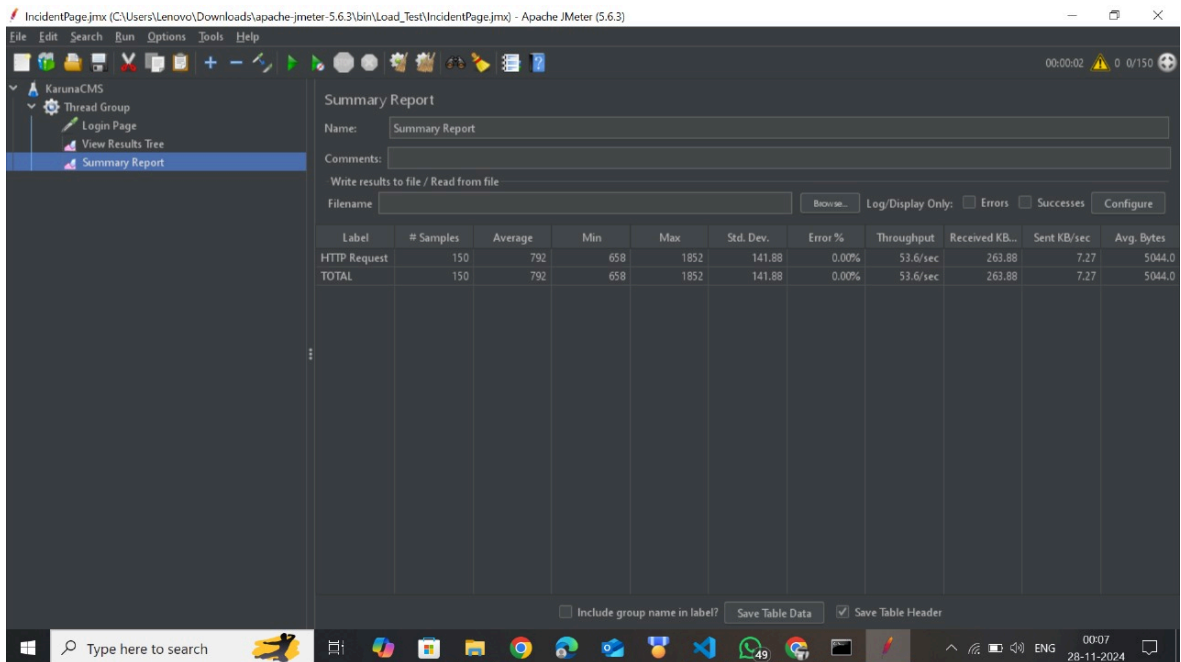 IncidentPage.jmx (C:\Users\Lenovo\Downloads\apache-jmeter-5.6.3\bin\Load_Test\IncidentPage.jmx) - Apache JMeter (5.6.3)
File Edit Search Run Options Tools Help
00:00:02 0 0/150
KarunaCMS
Thread Group
Login Page
View Results Tree
Summary Report
Summary Report
Name: Summary Report
Comments:
Write results to file / Read from file
Filename Browse... Log/Display Only: Errors Successes Configure
Label # Samples Average Min Max Std. Dev. Error % Throughput Received KB... Sent KB/sec Avg. Bytes
HTTP Request 150 792 658 1852 141.88 0.00% 53.6/sec 263.88 7.27 5044.0
TOTAL 150 792 658 1852 141.88 0.00% 53.6/sec 263.88 7.27 5044.0
Include group name in label? Save Table Data Save Table Header
Type here to search 49 ENG 00:07
28-11-2024